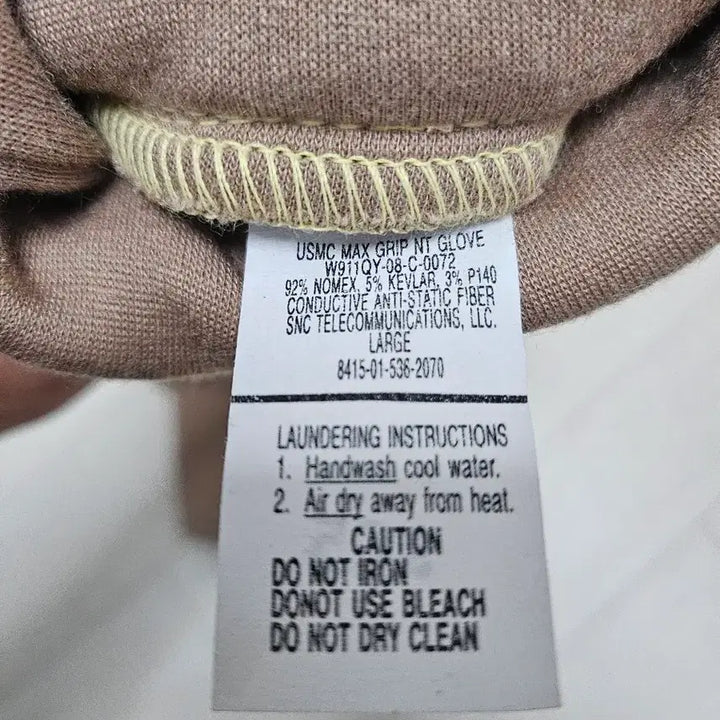 USMC MAX GRIP NT GLOVE
W911QY-08-C-0072
92% NOMEX, 5% KEVLAR, 3% P140
CONDUCTIVE ANTI-STATIC FIBER
SNC TELECOMMUNICATIONS, LLC.
LARGE
8415-01-536-2070
LAUNDERING INSTRUCTIONS
1. Handwash cool water.
2. Air dry away from heat.
CAUTION
DO NOT IRON
DONOT USE BLEACH
DO NOT DRY CLEAN